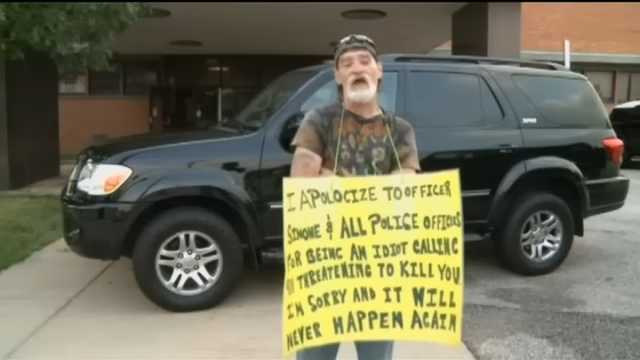 I APOLOGIZE TO OFFICER
SIMONE & ALL POLICE OFFICERS
FOR BEING AN IDIOT CALLING
911 THREATENING TO KILL YOU.
I'M SORRY AND IT WILL
NEVER HAPPEN AGAIN